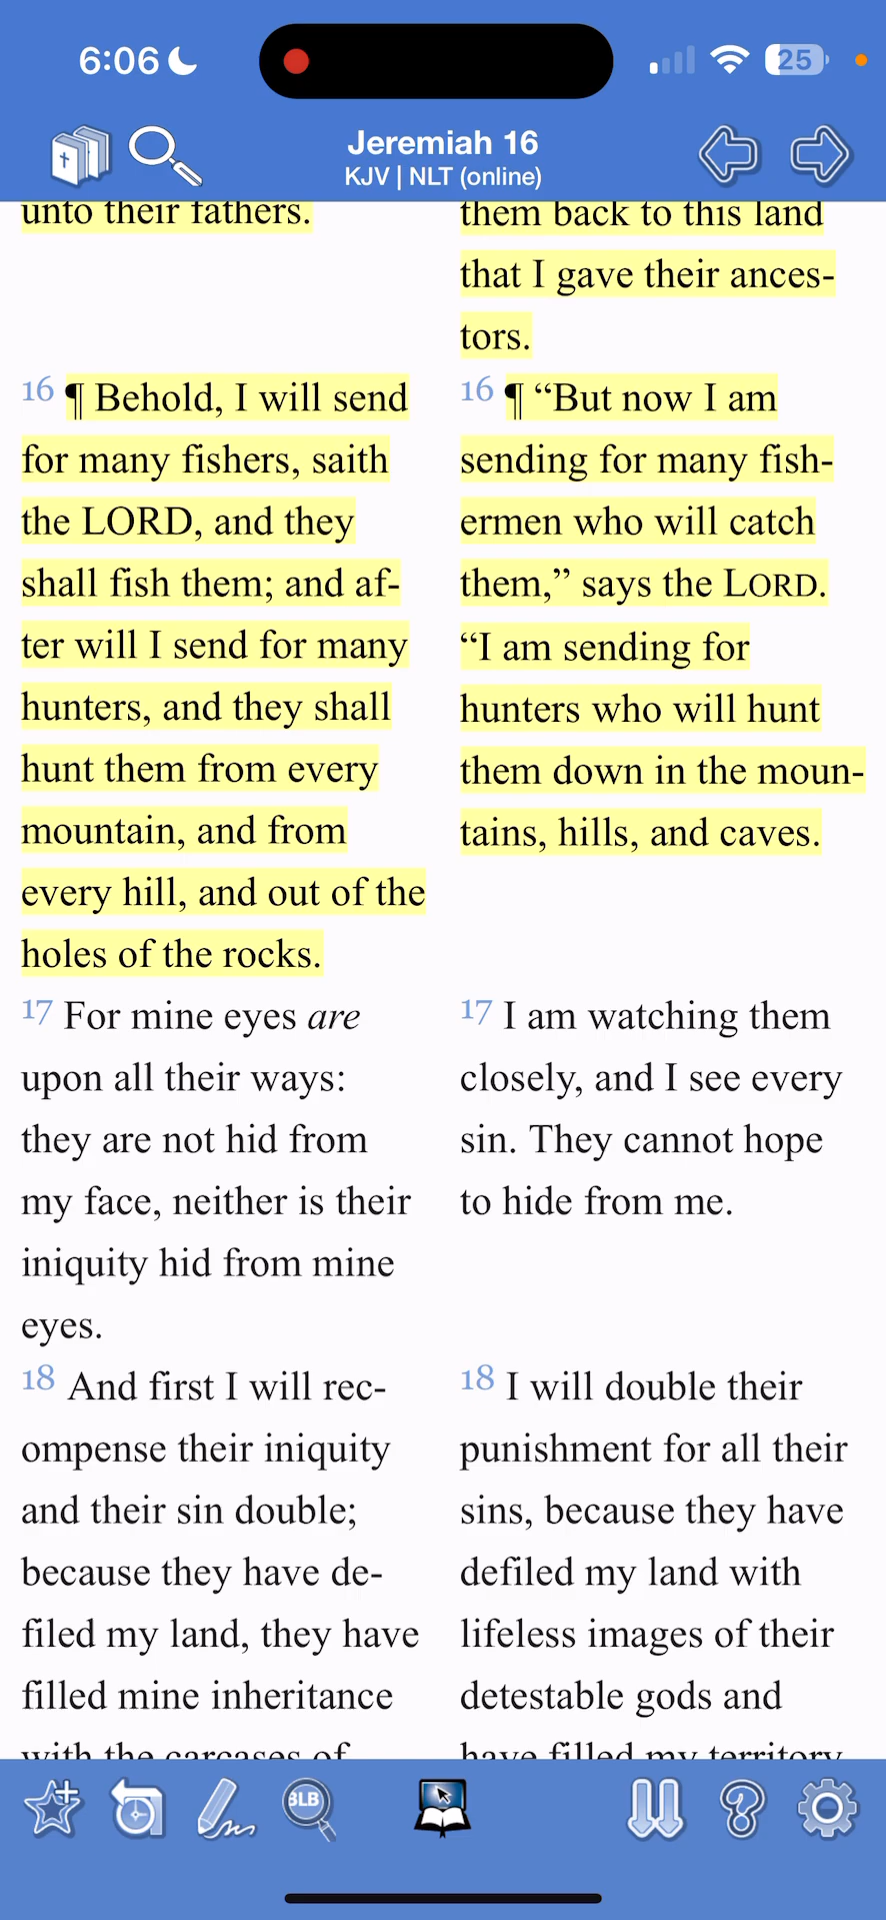 6:06
25
Jeremiah 16
KJV | NLT (online)
unto their fathers.
16 ¶ Behold, I will send
for many fishers, saith
the LORD, and they
shall fish them; and af-
ter will I send for many
hunters, and they shall
hunt them from every
mountain, and from
every hill, and out of the
holes of the rocks.
17 For mine eyes are
upon all their ways:
they are not hid from
my face, neither is their
iniquity hid from mine
eyes.
18 And first I will rec-
ompense their iniquity
and their sin double;
because they have de-
filed my land, they have
filled mine inheritance
with the carcases of
them back to this land
that I gave their ances-
tors.
16 ¶ “But now I am
sending for many fish-
ermen who will catch
them,” says the LORD.
“I am sending for
hunters who will hunt
them down in the moun-
tains, hills, and caves.
17 I am watching them
closely, and I see every
sin. They cannot hope
to hide from me.
18 I will double their
punishment for all their
sins, because they have
defiled my land with
lifeless images of their
detestable gods and
have filled my territory
BLB